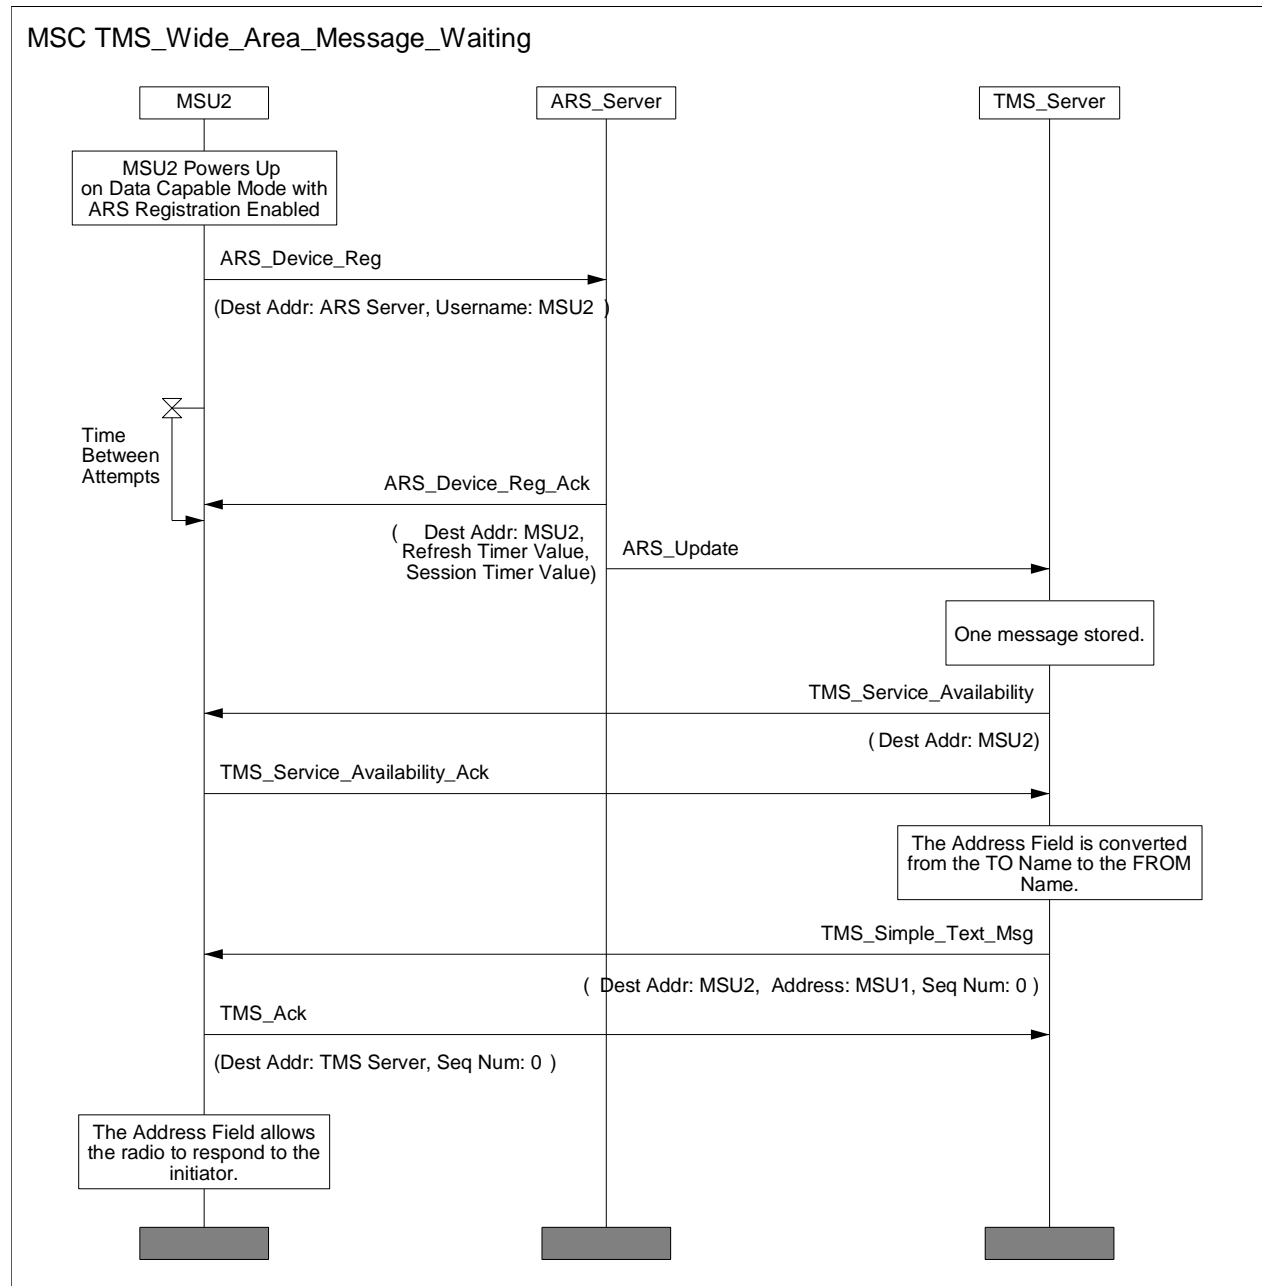 MSC TMS_Wide_Area_Message_Waiting
MSU2
ARS_Server
TMS_Server
MSU2 Powers Up
on Data Capable Mode with
ARS Registration Enabled
ARS_Device_Reg
(Dest Addr: ARS Server, Username: MSU2 )
Time
Between
Attempts
ARS_Device_Reg_Ack
( Dest Addr: MSU2,
Refresh Timer Value,
Session Timer Value)
ARS_Update
One message stored.
TMS_Service_Availability
(Dest Addr: MSU2)
TMS_Service_Availability_Ack
The Address Field is converted
from the TO Name to the FROM
Name.
TMS_Simple_Text_Msg
( Dest Addr: MSU2, Address: MSU1, Seq Num: 0 )
TMS_Ack
(Dest Addr: TMS Server, Seq Num: 0 )
The Address Field allows
the radio to respond to the
initiator.